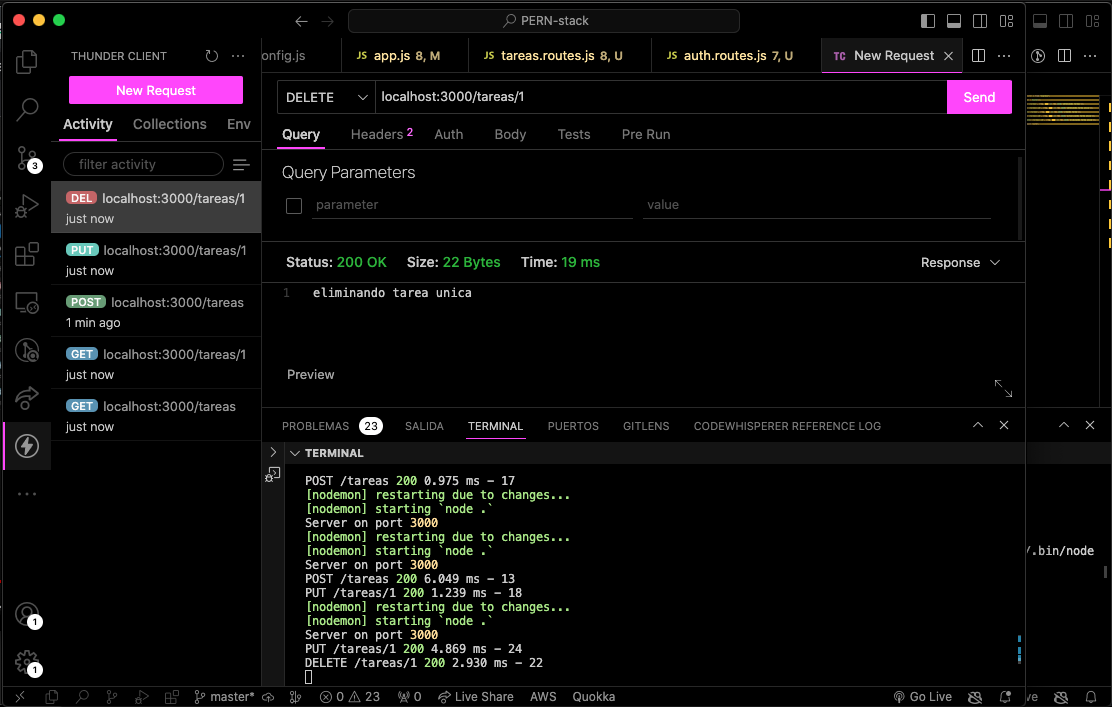 PERN-stack
THUNDER CLIENT
New Request
Activity Collections Env
filter activity
DEL localhost:3000/tareas/1
just now
PUT localhost:3000/tareas/1
just now
POST localhost:3000/tareas
1 min ago
GET localhost:3000/tareas/1
just now
GET localhost:3000/tareas
just now
3
1
1
onfig.js
JS app.js 8, M
JS tareas.routes.js 8, U
JS auth.routes.js 7, U
TC New Request
DELETE localhost:3000/tareas/1 Send
Query Headers 2 Auth Body Tests Pre Run
Query Parameters
parameter value
Status: 200 OK Size: 22 Bytes Time: 19 ms Response
1 eliminando tarea unica
Preview
PROBLEMAS 23 SALIDA TERMINAL PUERTOS GITLENS CODEWHISPERER REFERENCE LOG
TERMINAL
POST /tareas 200 0.975 ms - 17
[nodemon] restarting due to changes...
[nodemon] starting `node .`
Server on port 3000
[nodemon] restarting due to changes...
[nodemon] starting `node .`
Server on port 3000
POST /tareas 200 6.049 ms - 13
PUT /tareas/1 200 1.239 ms - 18
[nodemon] restarting due to changes...
[nodemon] starting `node .`
Server on port 3000
PUT /tareas/1 200 4.869 ms - 24
DELETE /tareas/1 200 2.930 ms - 22
/.bin/node
master* 0 23 0 Live Share AWS Quokka Go Live ve